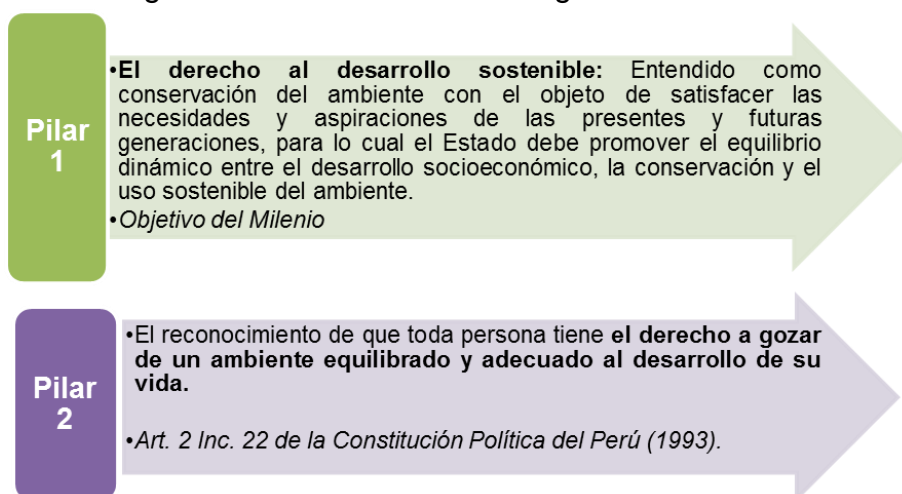 Pilar
1
•El derecho al desarrollo sostenible: Entendido como
conservación del ambiente con el objeto de satisfacer las
necesidades y aspiraciones de las presentes y futuras
generaciones, para lo cual el Estado debe promover el equilibrio
dinámico entre el desarrollo socioeconómico, la conservación y el
uso sostenible del ambiente.
•Objetivo del Milenio
Pilar
2
•El reconocimiento de que toda persona tiene el derecho a gozar
de un ambiente equilibrado y adecuado al desarrollo de su
vida.
•Art. 2 Inc. 22 de la Constitución Política del Perú (1993).